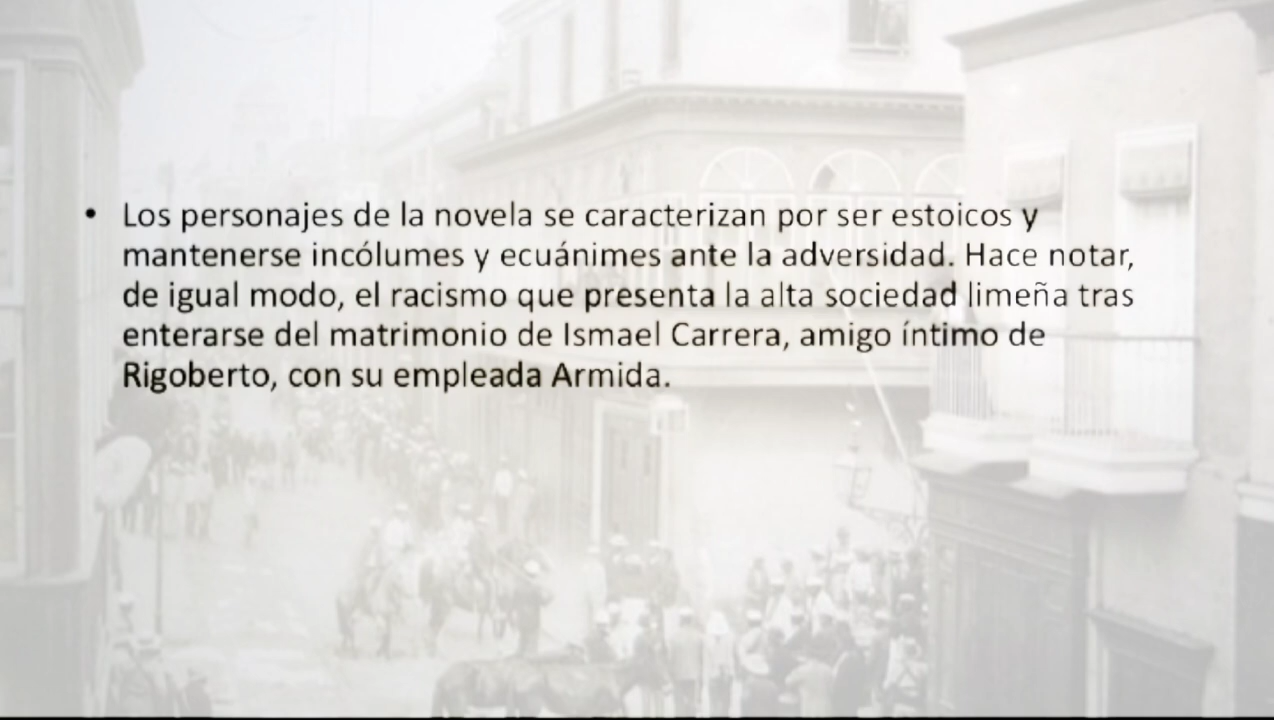 • Los personajes de la novela se caracterizan por ser estoicos y
mantenerse incólumes y ecuánimes ante la adversidad. Hace notar,
de igual modo, el racismo que presenta la alta sociedad limeña tras
enterarse del matrimonio de Ismael Carrera, amigo íntimo de
Rigoberto, con su empleada Armida.